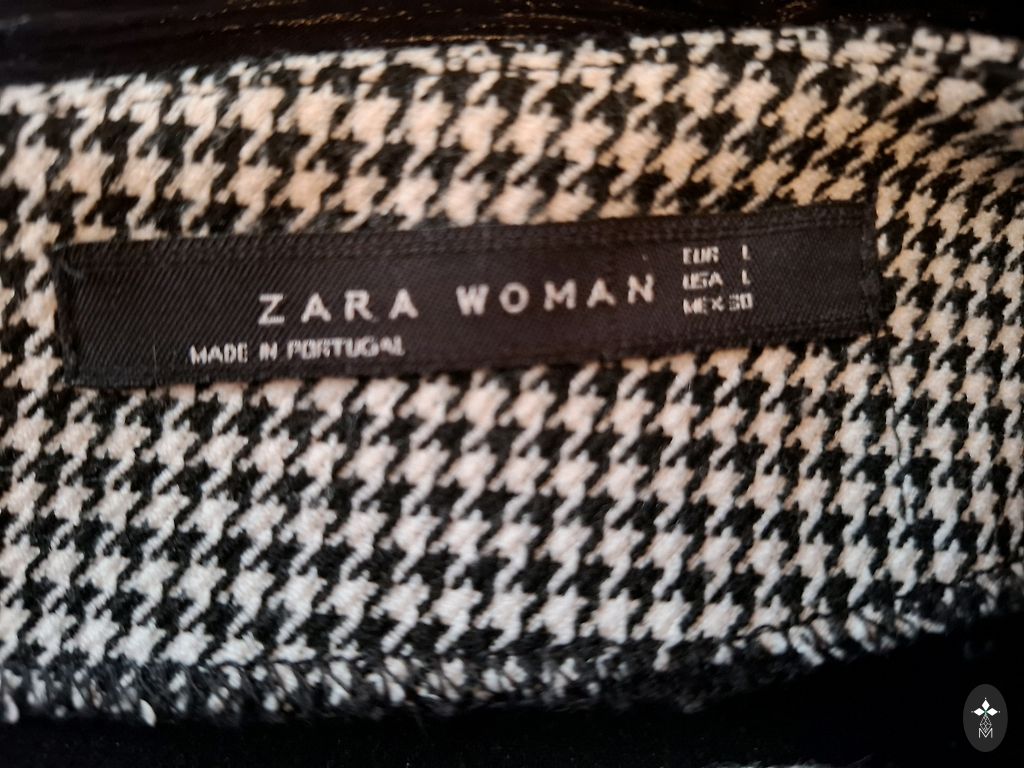 ZARA WOMAN
MADE IN PORTUGAL
EUR L
USA L
MEX 30